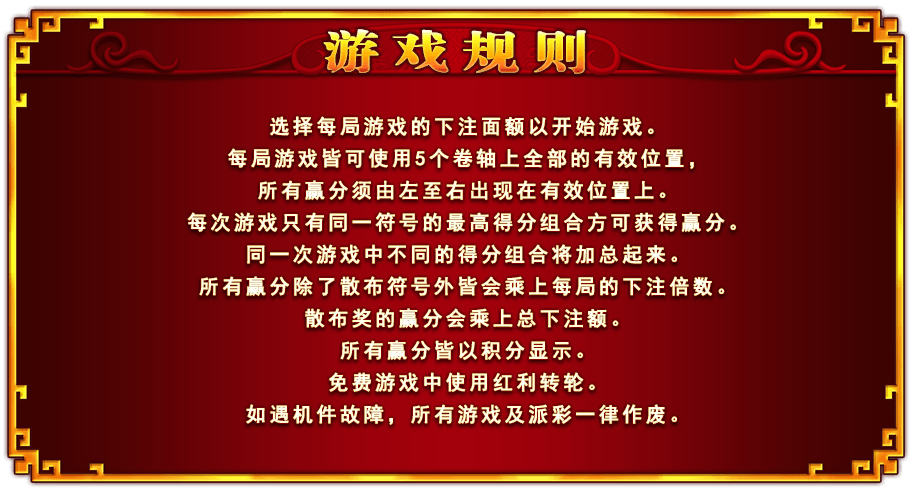 游戏规则
选择每局游戏的下注面额以开始游戏。
每局游戏皆可使用5个卷轴上全部的有效位置，
所有赢分须由左至右出现在有效位置上。
每次游戏只有同一符号的最高得分组合方可获得赢分。
同一次游戏中不同的得分组合将加总起来。
所有赢分除了散布符号外皆会乘上每局的下注倍数。
散布奖的赢分会乘上总下注额。
所有赢分皆以积分显示。
免费游戏中使用红利转轮。
如遇机件故障，所有游戏及派彩一律作废。